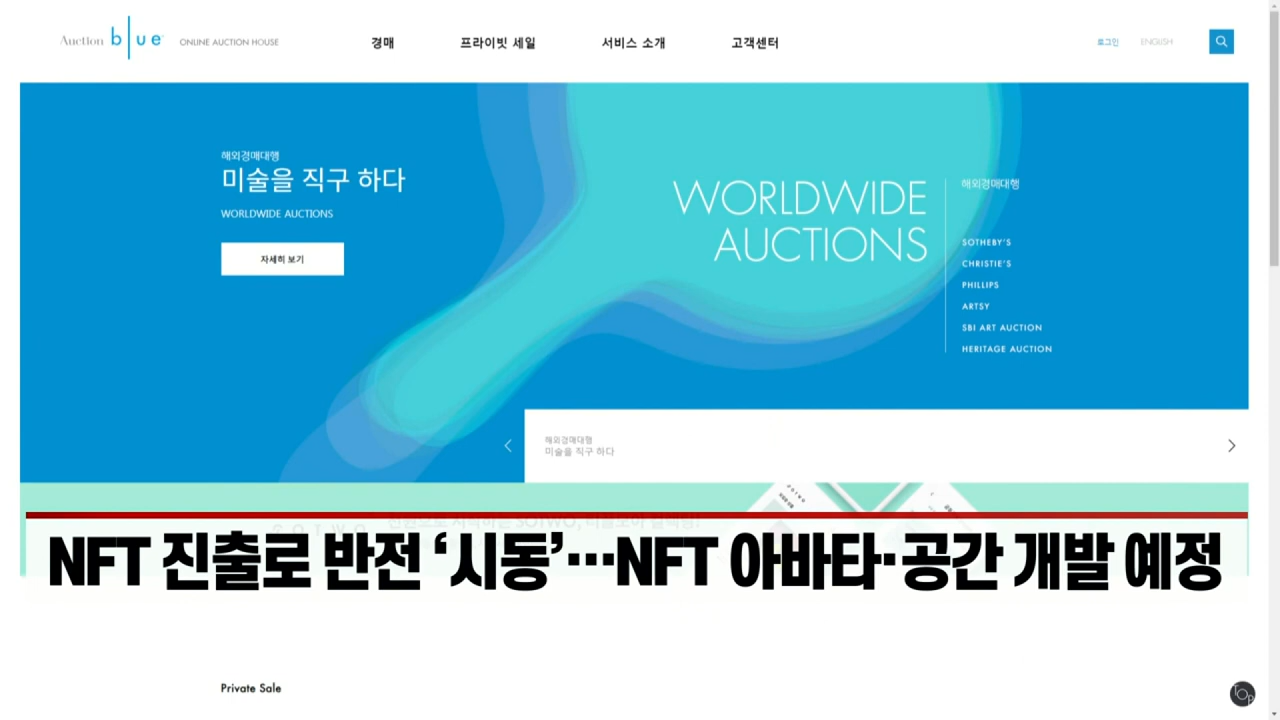 Auction blue ONLINE AUCTION HOUSE 경매 프라이빗 세일 서비스 소개 고객센터 로그인 ENGLISH
해외경매대행
미술을 직구 하다
WORLDWIDE AUCTIONS
자세히 보기
WORLDWIDE
AUCTIONS
해외경매대행
SOTHEBY'S
CHRISTIE'S
PHILLIPS
ARTSY
SBI ART AUCTION
HERITAGE AUCTION
해외경매대행
미술을 직구 하다
NFT 진출로 반전 ‘시동’…NFT 아바타·공간 개발 예정
Private Sale
TOP